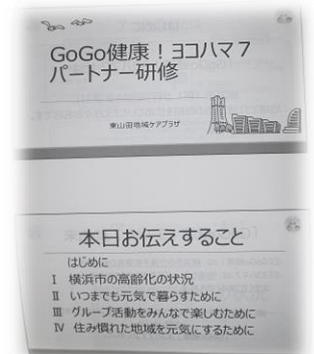 GoGo健康！ヨコハマ７
パートナー研修
東山田地域ケアプラザ
本日お伝えすること
はじめに
Ⅰ 横浜市の高齢化の状況
Ⅱ いつまでも元気で暮らすために
Ⅲ グループ活動をみんなで楽しむために
Ⅳ 住み慣れた地域を元気にするために